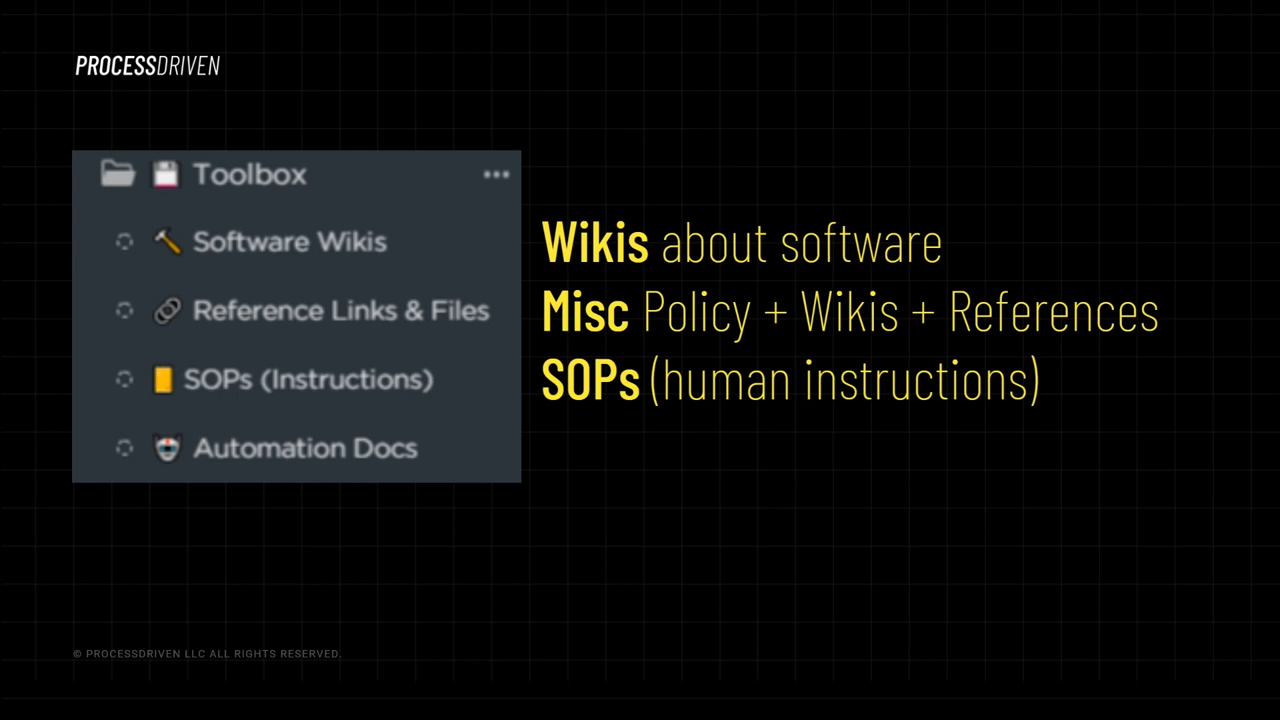 PROCESSDRIVEN
Toolbox
Software Wikis
Wikis about software
Reference Links & Files
Misc Policy + Wikis + References
SOPs (Instructions)
SOPs (human instructions)
Automation Docs
© PROCESSDRIVEN LLC ALL RIGHTS RESERVED.